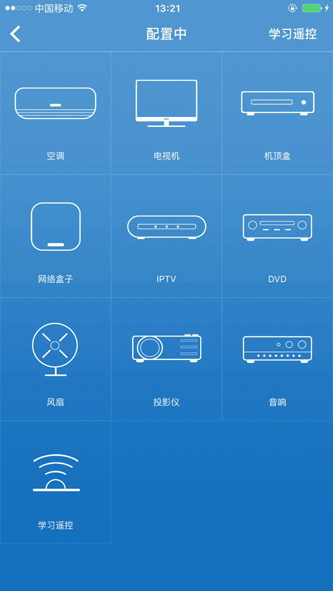 中国移动 13:21
配置中 学习遥控
空调 电视机 机顶盒
网络盒子 IPTV DVD
风扇 投影仪 音响
学习遥控